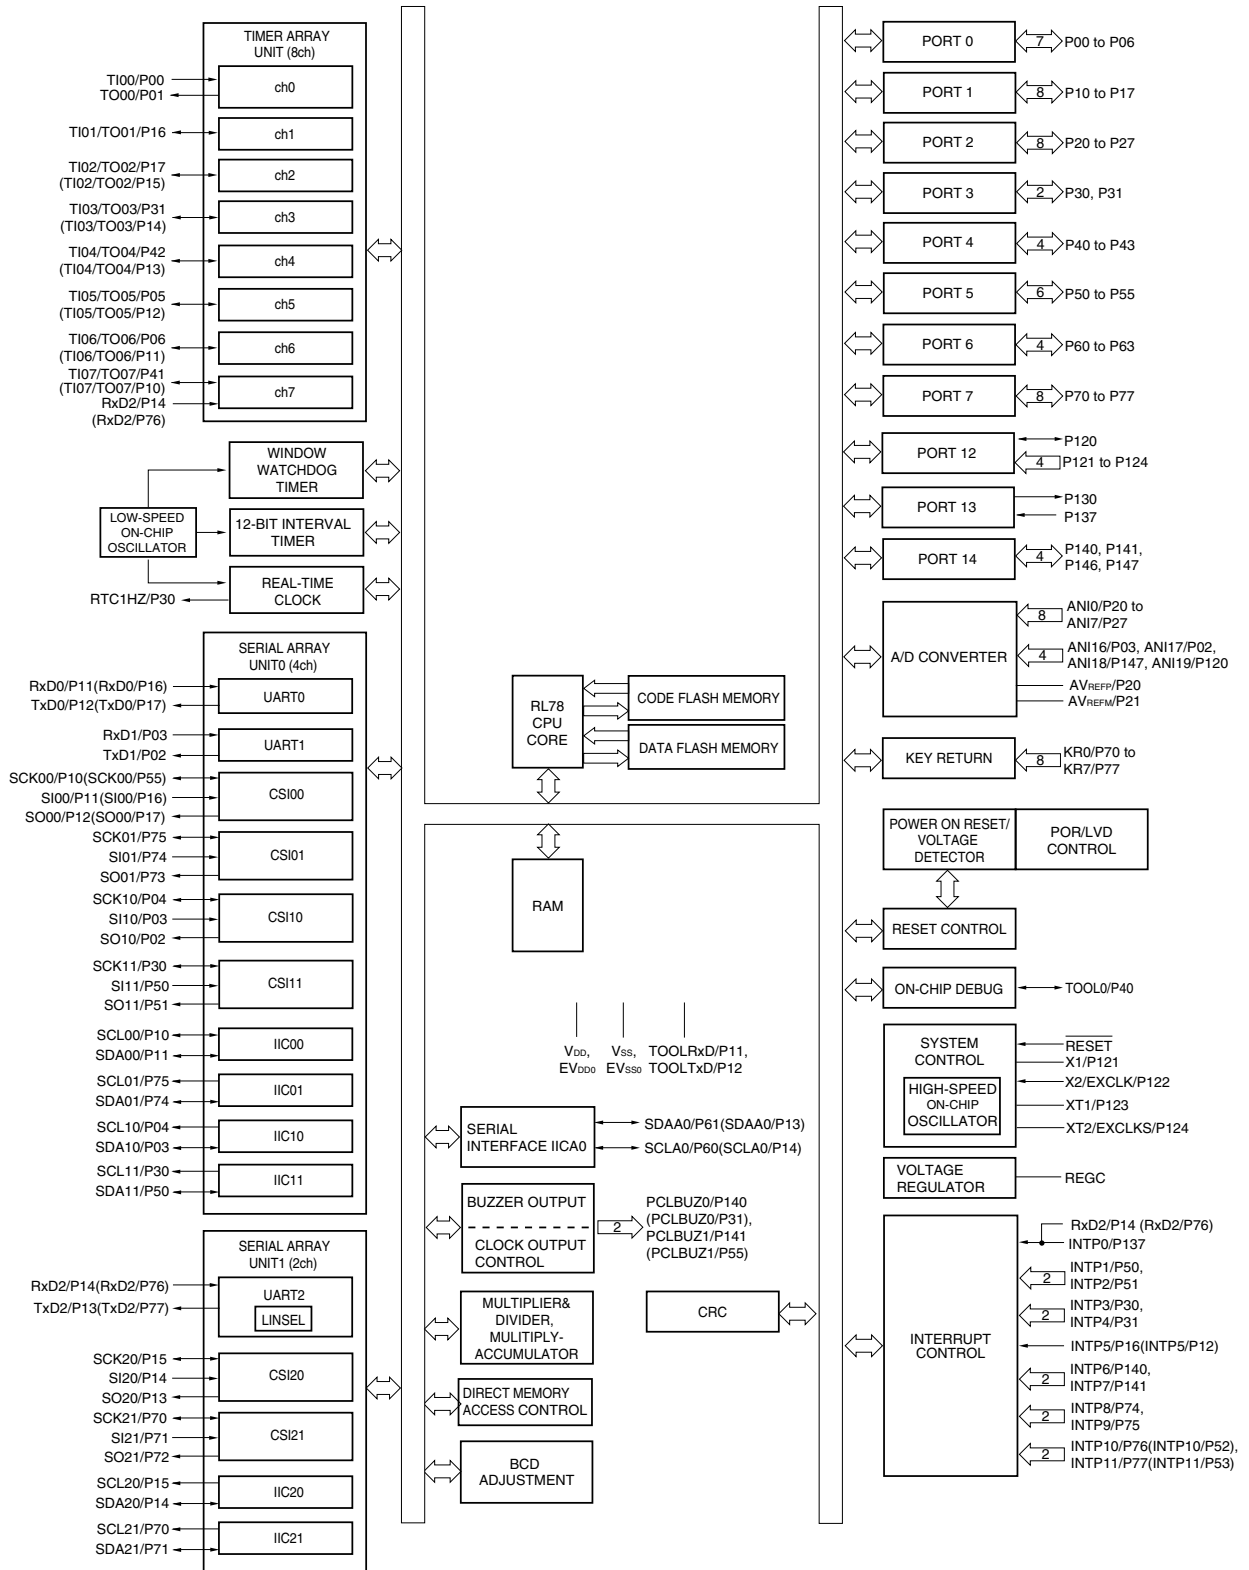 TIMER ARRAY
UNIT (8ch)
TI00/P00
TO00/P01
ch0
TI01/TO01/P16
ch1
TI02/TO02/P17
(TI02/TO02/P15)
ch2
TI03/TO03/P31
(TI03/TO03/P14)
ch3
TI04/TO04/P42
(TI04/TO04/P13)
ch4
TI05/TO05/P05
(TI05/TO05/P12)
ch5
TI06/TO06/P06
(TI06/TO06/P11)
ch6
TI07/TO07/P41
(TI07/TO07/P10)
RxD2/P14
(RxD2/P76)
ch7
WINDOW
WATCHDOG
TIMER
LOW-SPEED
ON-CHIP
OSCILLATOR
12-BIT INTERVAL
TIMER
REAL-TIME
CLOCK
RTC1HZ/P30
SERIAL ARRAY
UNIT0 (4ch)
RxD0/P11(RxD0/P16)
TxD0/P12(TxD0/P17)
UART0
RxD1/P03
TxD1/P02
UART1
SCK00/P10(SCK00/P55)
SI00/P11(SI00/P16)
SO00/P12(SO00/P17)
CSI00
SCK01/P75
SI01/P74
SO01/P73
CSI01
SCK10/P04
SI10/P03
SO10/P02
CSI10
SCK11/P30
SI11/P50
SO11/P51
CSI11
SCL00/P10
SDA00/P11
IIC00
SCL01/P75
SDA01/P74
IIC01
SCL10/P04
SDA10/P03
IIC10
SCL11/P30
SDA11/P50
IIC11
SERIAL ARRAY
UNIT1 (2ch)
RxD2/P14(RxD2/P76)
TxD2/P13(TxD2/P77)
UART2
LINSEL
SCK20/P15
SI20/P14
SO20/P13
CSI20
SCK21/P70
SI21/P71
SO21/P72
CSI21
SCL20/P15
SDA20/P14
IIC20
SCL21/P70
SDA21/P71
IIC21
RL78
CPU
CORE
CODE FLASH MEMORY
DATA FLASH MEMORY
RAM
VDD,
EVDD0
VSS,
EVSS0
TOOLRxD/P11,
TOOLTxD/P12
SERIAL
INTERFACE IICA0
SDAA0/P61(SDAA0/P13)
SCLA0/P60(SCLA0/P14)
BUZZER OUTPUT
CLOCK OUTPUT
CONTROL
2
PCLBUZ0/P140
(PCLBUZ0/P31),
PCLBUZ1/P141
(PCLBUZ1/P55)
MULTIPLIER&
DIVIDER,
MULITIPLY-
ACCUMULATOR
CRC
DIRECT MEMORY
ACCESS CONTROL
BCD
ADJUSTMENT
PORT 0
7
P00 to P06
PORT 1
8
P10 to P17
PORT 2
8
P20 to P27
PORT 3
2
P30, P31
PORT 4
4
P40 to P43
PORT 5
6
P50 to P55
PORT 6
4
P60 to P63
PORT 7
8
P70 to P77
PORT 12
P120
4
P121 to P124
PORT 13
P130
P137
PORT 14
4
P140, P141,
P146, P147
A/D CONVERTER
8
ANI0/P20 to
ANI7/P27
4
ANI16/P03, ANI17/P02,
ANI18/P147, ANI19/P120
AVREFP/P20
AVREFM/P21
KEY RETURN
8
KR0/P70 to
KR7/P77
POWER ON RESET/
VOLTAGE
DETECTOR
POR/LVD
CONTROL
RESET CONTROL
ON-CHIP DEBUG
TOOL0/P40
SYSTEM
CONTROL
HIGH-SPEED
ON-CHIP
OSCILLATOR
RESET
X1/P121
X2/EXCLK/P122
XT1/P123
XT2/EXCLKS/P124
VOLTAGE
REGULATOR
REGC
INTERRUPT
CONTROL
RxD2/P14 (RxD2/P76)
INTP0/P137
2
INTP1/P50,
INTP2/P51
2
INTP3/P30,
INTP4/P31
INTP5/P16(INTP5/P12)
2
INTP6/P140,
INTP7/P141
2
INTP8/P74,
INTP9/P75
2
INTP10/P76(INTP10/P52),
INTP11/P77(INTP11/P53)